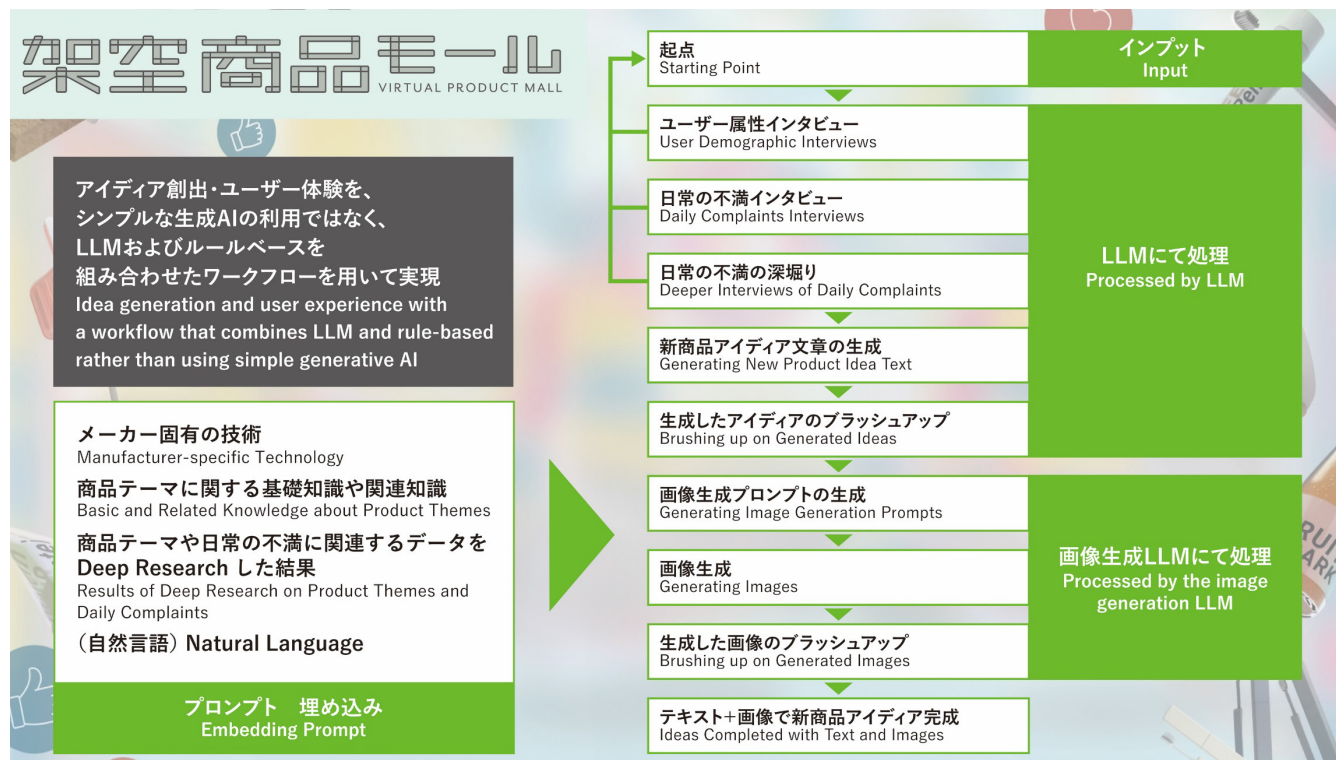 架空商品モール
VIRTUAL PRODUCT MALL
アイディア創出・ユーザー体験を、
シンプルな生成AIの利用ではなく、
LLMおよびルールベースを
組み合わせたワークフローを用いて実現
Idea generation and user experience with
a workflow that combines LLM and rule-based
rather than using simple generative AI
メーカー固有の技術
Manufacturer-specific Technology
商品テーマに関する基礎知識や関連知識
Basic and Related Knowledge about Product Themes
商品テーマや日常の不満に関連するデータを
Deep Research した結果
Results of Deep Research on Product Themes and
Daily Complaints
（自然言語）Natural Language
プロンプト　埋め込み
Embedding Prompt
起点
Starting Point
インプット
Input
ユーザー属性インタビュー
User Demographic Interviews
日常の不満インタビュー
Daily Complaints Interviews
日常の不満の深堀り
Deeper Interviews of Daily Complaints
新商品アイディア文章の生成
Generating New Product Idea Text
生成したアイディアのブラッシュアップ
Brushing up on Generated Ideas
LLMにて処理
Processed by LLM
画像生成プロンプトの生成
Generating Image Generation Prompts
画像生成
Generating Images
生成した画像のブラッシュアップ
Brushing up on Generated Images
画像生成LLMにて処理
Processed by the image
generation LLM
テキスト+画像で新商品アイディア完成
Ideas Completed with Text and Images